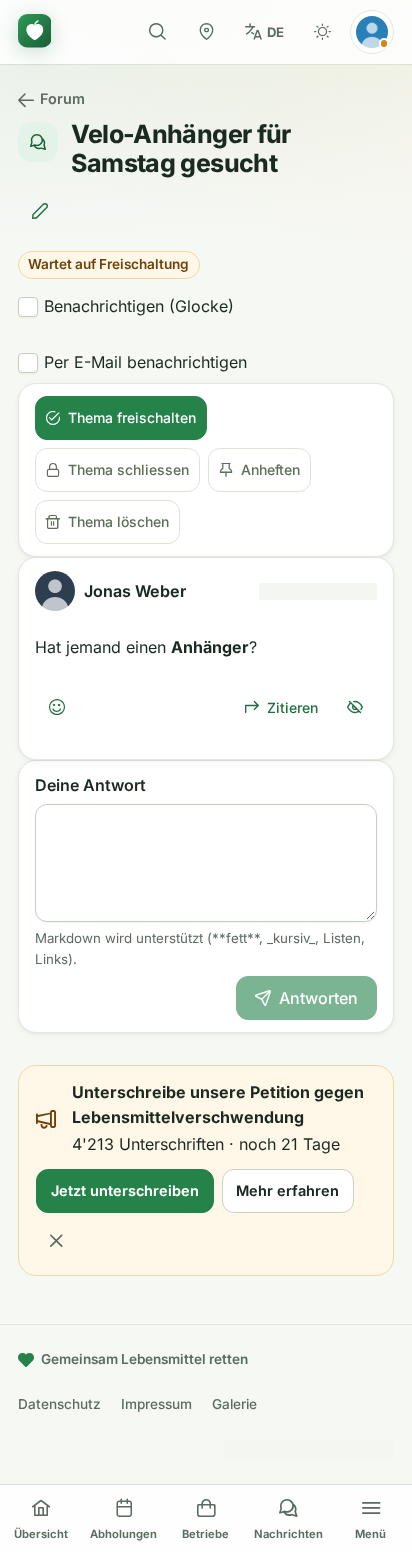 DE
Forum
Velo-Anhänger für
Samstag gesucht
Wartet auf Freischaltung
Benachrichtigen (Glocke)
Per E-Mail benachrichtigen
Thema freischalten
Thema schliessen
Anheften
Thema löschen
Jonas Weber
Hat jemand einen Anhänger?
Zitieren
Deine Antwort
Markdown wird unterstützt (**fett**, _kursiv_, Listen,
Links).
Antworten
Unterschreibe unsere Petition gegen
Lebensmittelverschwendung
4'213 Unterschriften · noch 21 Tage
Jetzt unterschreiben
Mehr erfahren
Gemeinsam Lebensmittel retten
Datenschutz Impressum Galerie
Übersicht Abholungen Betriebe Nachrichten Menü